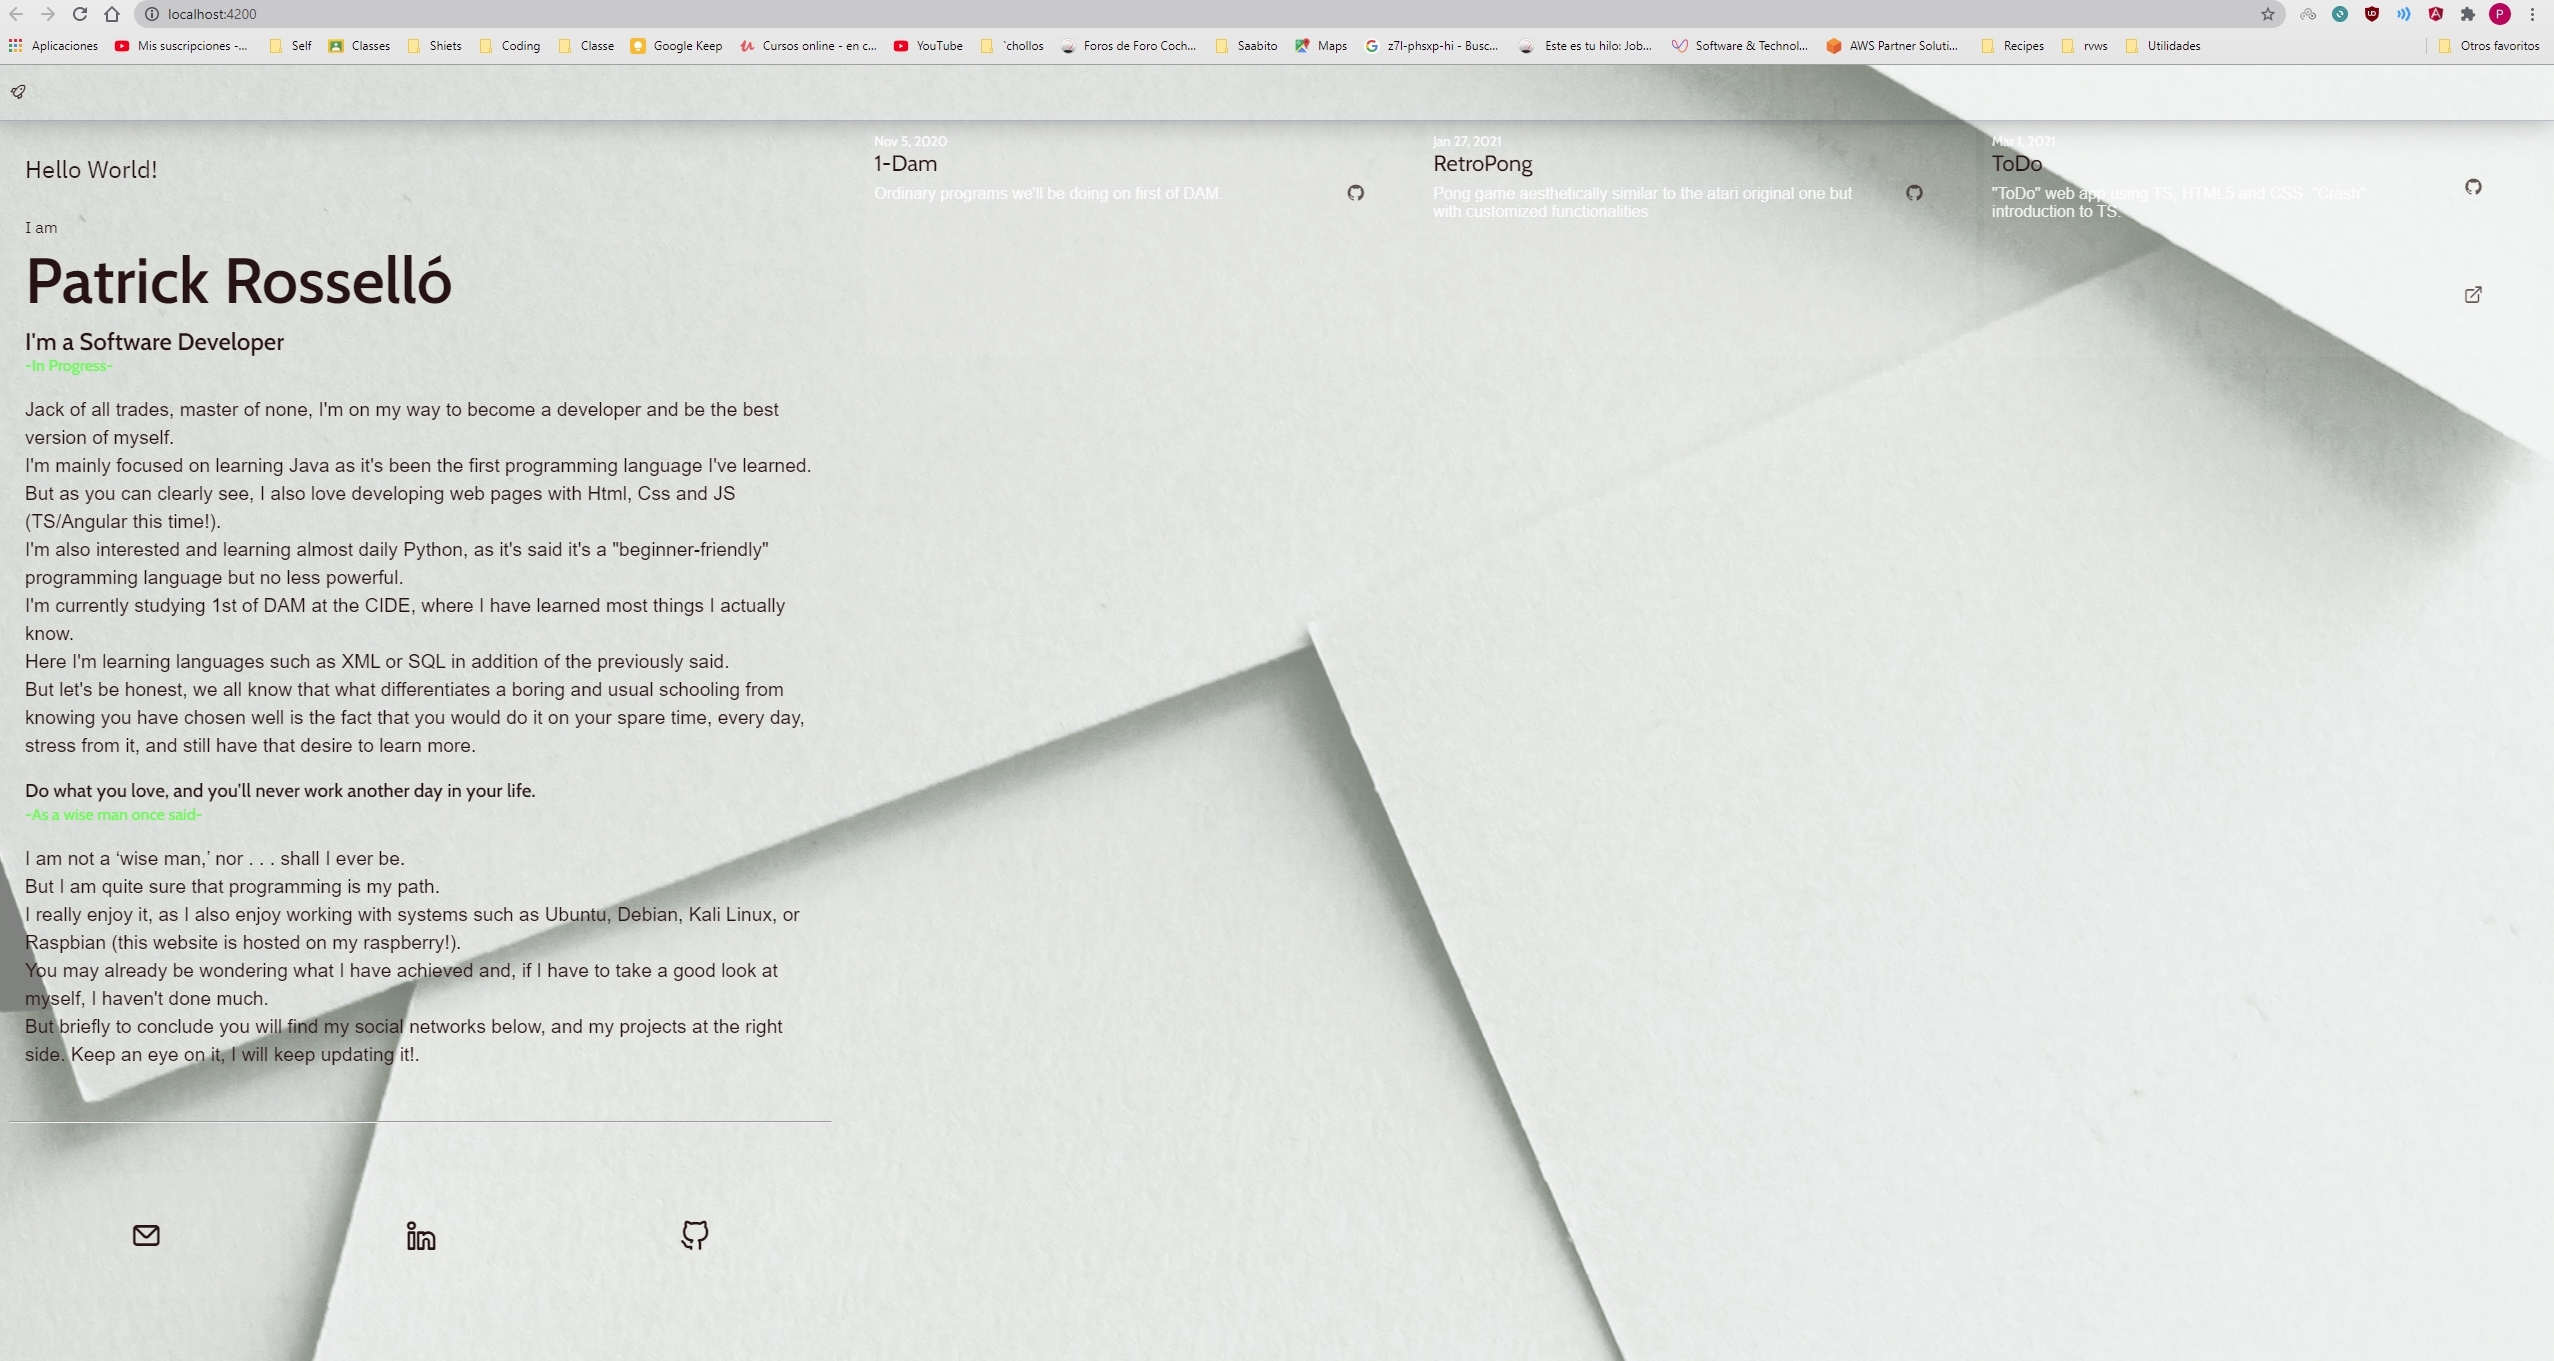 localhost:4200
Aplicaciones
Mis suscripciones -...
Self
Classes
Shiets
Coding
Classe
Google Keep
Cursos online - en c...
YouTube
`chollos
Foros de Foro Coch...
Saabito
Maps
z7l-phsxp-hi - Busc...
Este es tu hilo: Job...
Software & Technol...
AWS Partner Soluti...
Recipes
rvws
Utilidades
Otros favoritos
P
Hello World!
I am
Patrick Rosselló
I'm a Software Developer
-In Progress-
Jack of all trades, master of none, I'm on my way to become a developer and be the best
version of myself.
I'm mainly focused on learning Java as it's been the first programming language I've learned.
But as you can clearly see, I also love developing web pages with Html, Css and JS
(TS/Angular this time!).
I'm also interested and learning almost daily Python, as it's said it's a "beginner-friendly"
programming language but no less powerful.
I'm currently studying 1st of DAM at the CIDE, where I have learned most things I actually
know.
Here I'm learning languages such as XML or SQL in addition of the previously said.
But let's be honest, we all know that what differentiates a boring and usual schooling from
knowing you have chosen well is the fact that you would do it on your spare time, every day,
stress from it, and still have that desire to learn more.
Do what you love, and you'll never work another day in your life.
-As a wise man once said-
I am not a ‘wise man,’ nor . . . shall I ever be.
But I am quite sure that programming is my path.
I really enjoy it, as I also enjoy working with systems such as Ubuntu, Debian, Kali Linux, or
Raspbian (this website is hosted on my raspberry!).
You may already be wondering what I have achieved and, if I have to take a good look at
myself, I haven't done much.
But briefly to conclude you will find my social networks below, and my projects at the right
side. Keep an eye on it, I will keep updating it!.
Nov 5, 2020
1-Dam
Ordinary programs we'll be doing on first of DAM.
Jan 27, 2021
RetroPong
Pong game aesthetically similar to the atari original one but
with customized functionalities
Mar 1, 2021
ToDo
"ToDo" web app using TS, HTML5 and CSS. "Crash"
introduction to TS.